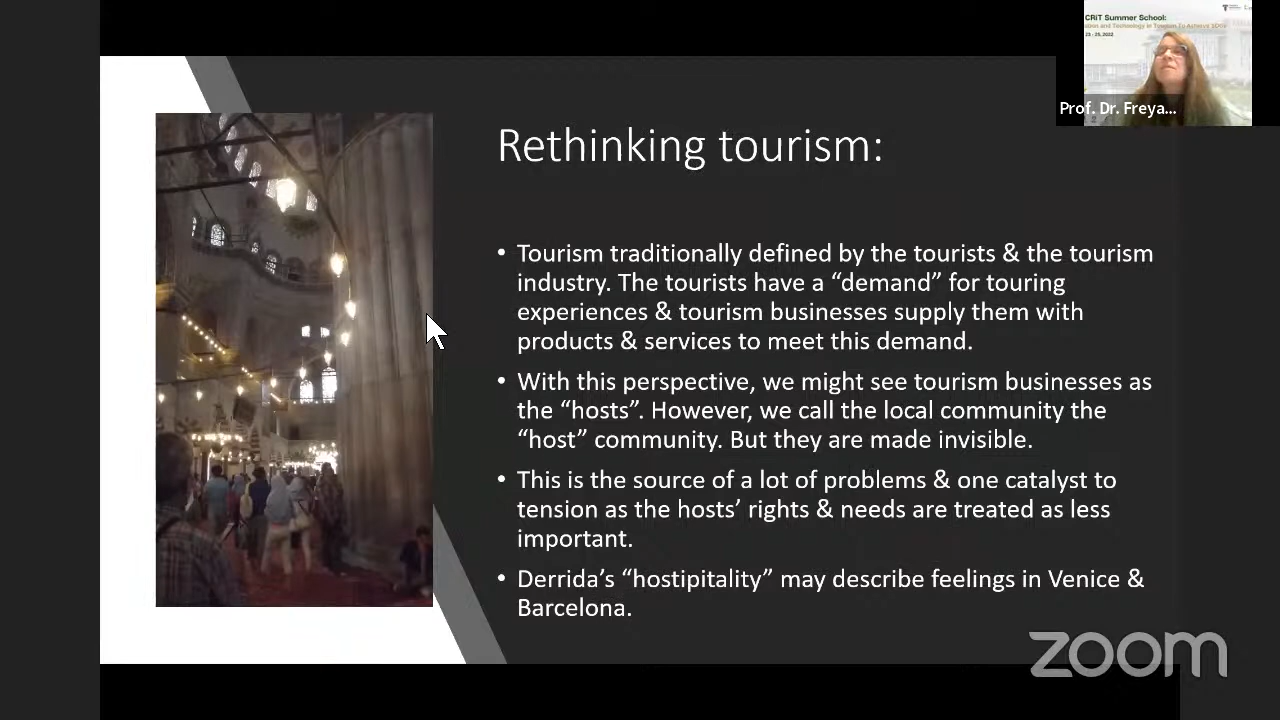 CRiT Summer School:
and Technology in Tourism To Achieve SDGs
23 - 25, 2022
Prof. Dr. Freya...
Rethinking tourism:
• Tourism traditionally defined by the tourists & the tourism
industry. The tourists have a “demand” for touring
experiences & tourism businesses supply them with
products & services to meet this demand.
• With this perspective, we might see tourism businesses as
the “hosts”. However, we call the local community the
“host” community. But they are made invisible.
• This is the source of a lot of problems & one catalyst to
tension as the hosts’ rights & needs are treated as less
important.
• Derrida’s “hostipitality” may describe feelings in Venice &
Barcelona.
zoom